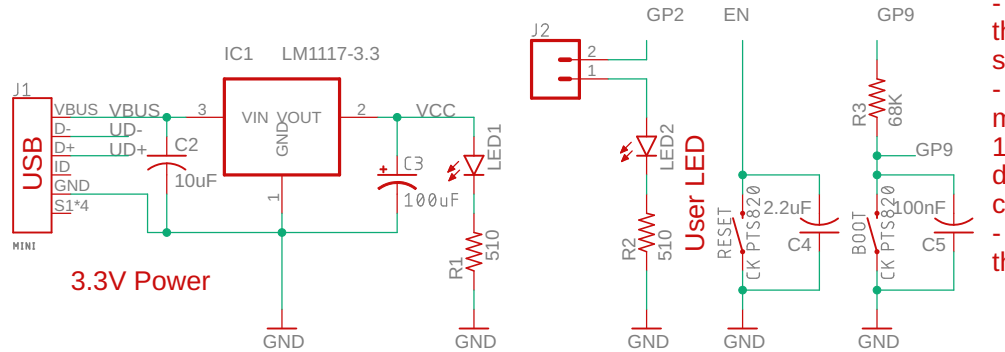 J1
USB
VBUS
D-
D+
ID
GND
S1*4
MINI
VBUS
UD-
UD+
C2
10uF
IC1
LM1117-3.3
3
VIN
VOUT
GND
2
1
VCC
C3
100uF
LED1
R1
510
GND
GND
3.3V Power
J2
2
1
GP2
LED2
User LED
R2
510
GND
EN
RESET
CK PTS820
2.2uF
C4
GND
GP9
R3
68K
GP9
BOOT
CK PTS820
100nF
C5
GND
-
-
1
-